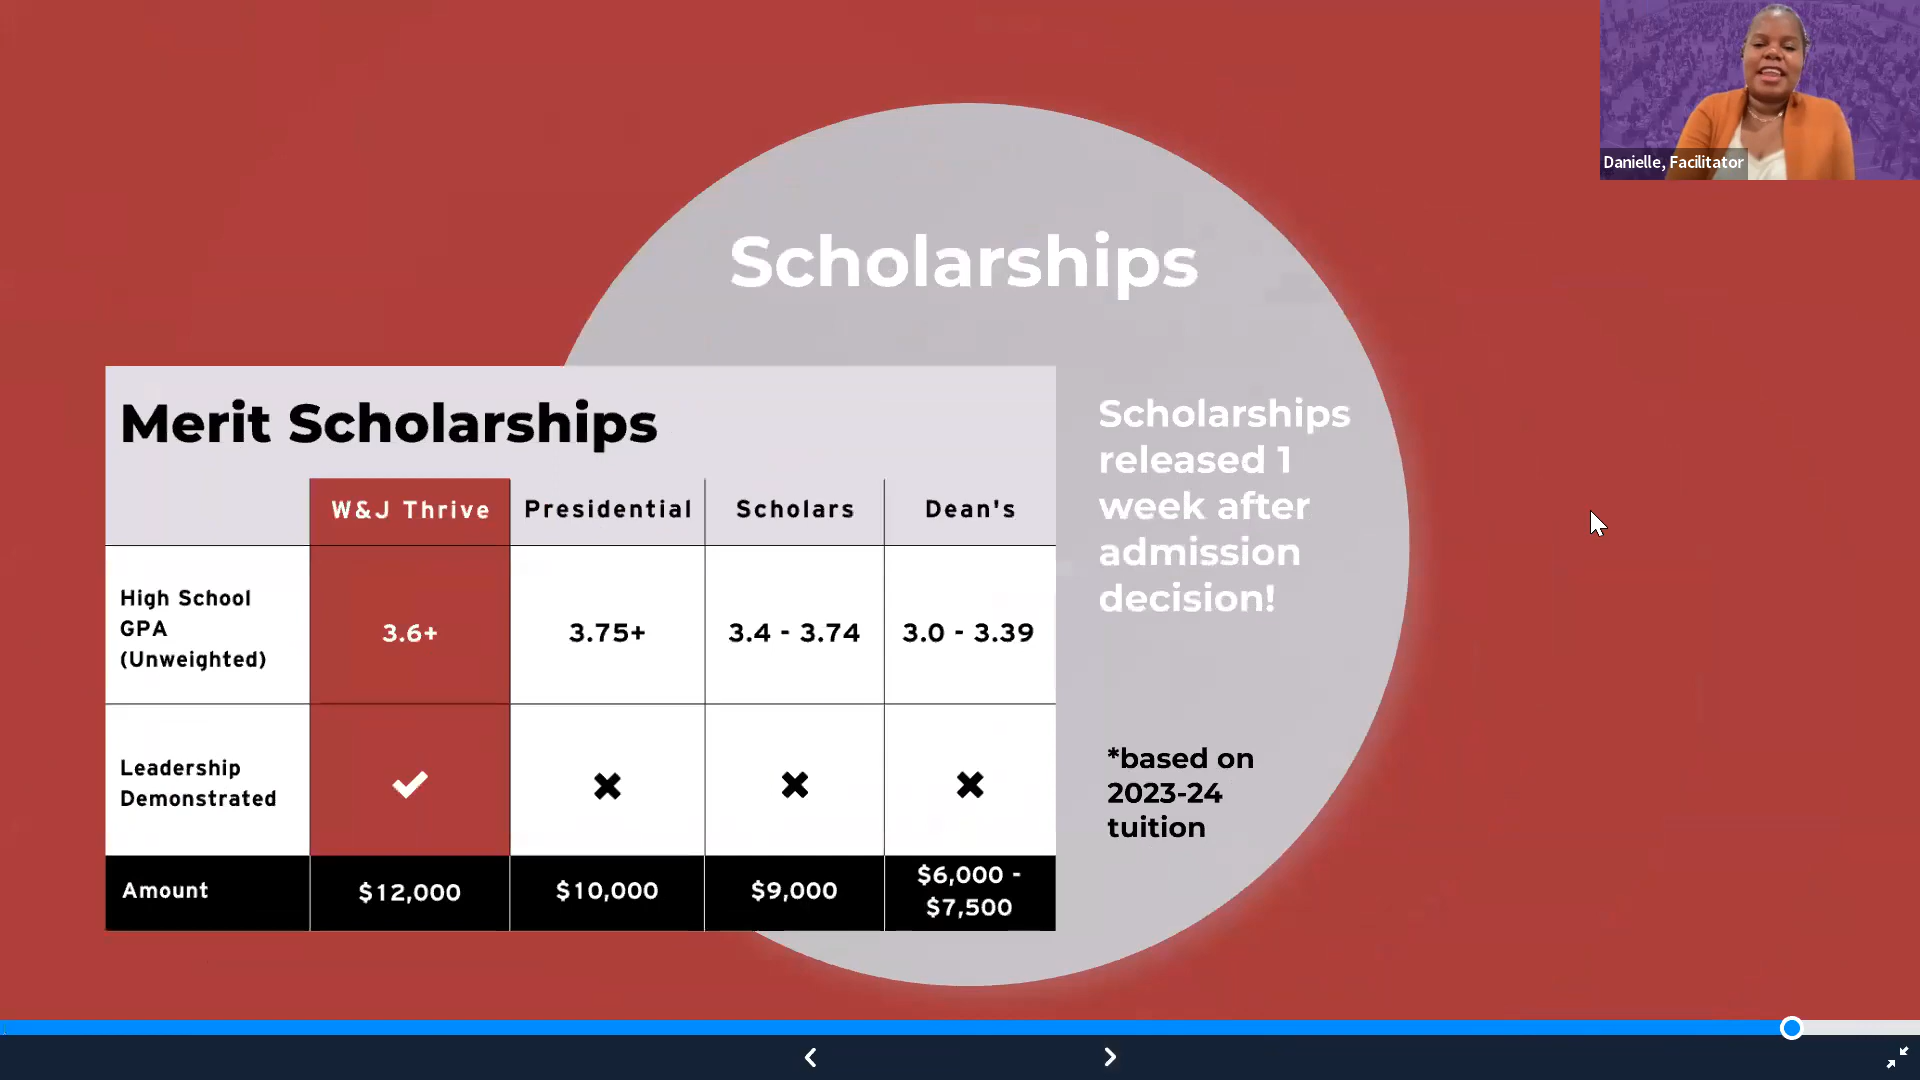 Danielle, Facilitator
Scholarships
Merit Scholarships
W&J Thrive Presidential Scholars Dean's
High School
GPA
(Unweighted)
3.6+ 3.75+ 3.4 - 3.74 3.0 - 3.39
Leadership
Demonstrated
Amount $12,000 $10,000 $9,000 $6,000 -
$7,500
Scholarships
released 1
week after
admission
decision!
*based on
2023-24
tuition